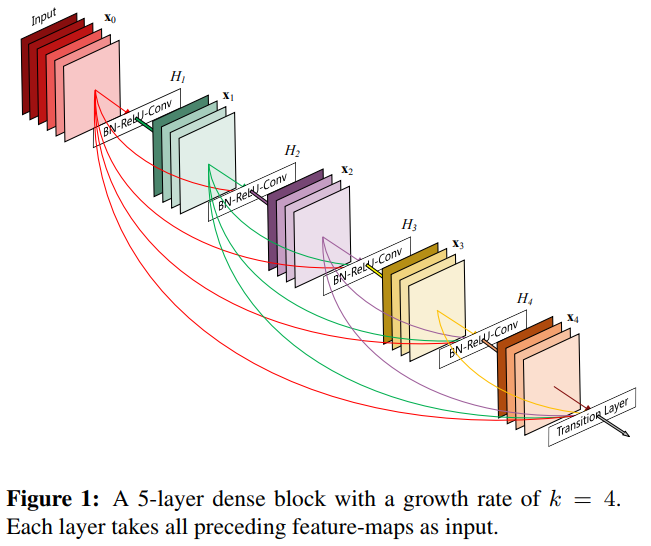 Input
x₀
H₁
BN-ReLU-Conv
x₁
H₂
BN-ReLU-Conv
x₂
H₃
BN-ReLU-Conv
x₃
H₄
BN-ReLU-Conv
x₄
Transition Layer
Figure 1: A 5-layer dense block with a growth rate of k = 4.
Each layer takes all preceding feature-maps as input.